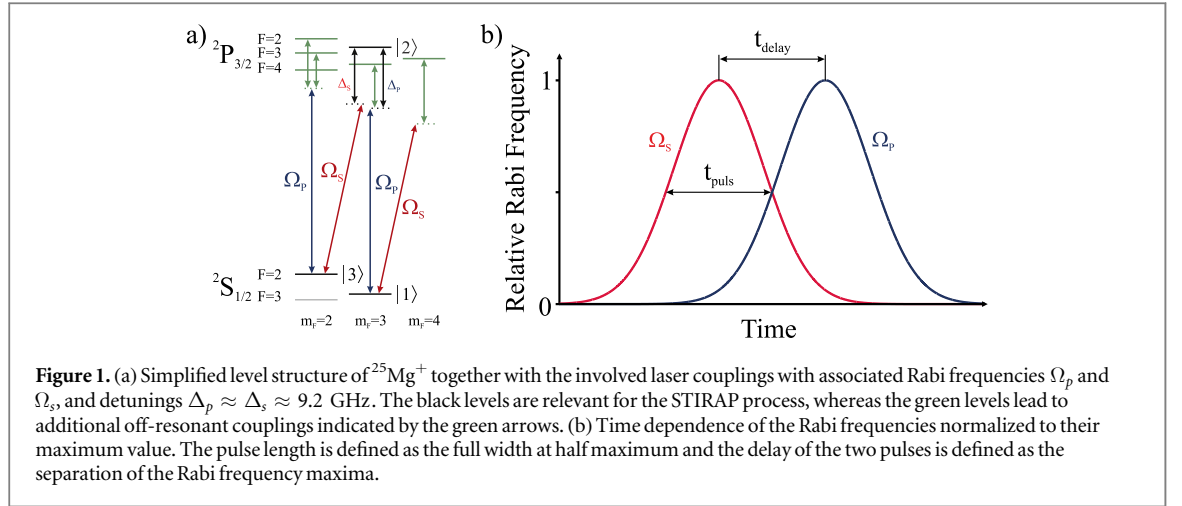 a)
²P₃/₂
F=2
F=3
F=4
|2⟩
Δₛ
Δₚ
Ωₚ
Ωₛ
Ωₚ
Ωₛ
²S₁/₂
F=2
F=3
|3⟩
|1⟩
m_F=2 m_F=3 m_F=4
b)
Relative Rabi Frequency
1
0
t_delay
Ωₛ
Ωₚ
t_puls
Time
Figure 1. (a) Simplified level structure of ²⁵Mg⁺ together with the involved laser couplings with associated Rabi frequencies Ωₚ and
Ωₛ, and detunings Δₚ ≈ Δₛ ≈ 9.2 GHz. The black levels are relevant for the STIRAP process, whereas the green levels lead to
additional off-resonant couplings indicated by the green arrows. (b) Time dependence of the Rabi frequencies normalized to their
maximum value. The pulse length is defined as the full width at half maximum and the delay of the two pulses is defined as the
separation of the Rabi frequency maxima.